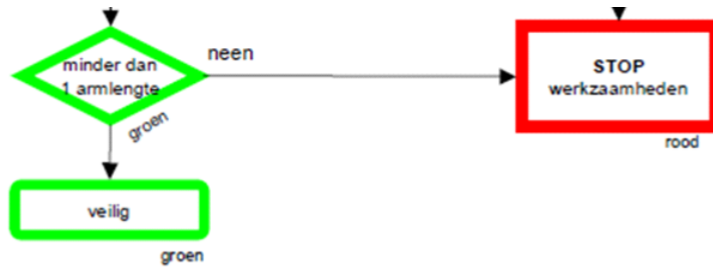 neen
minder dan
1 armlengte
STOP
werkzaamheden
groen
rood
veilig
groen